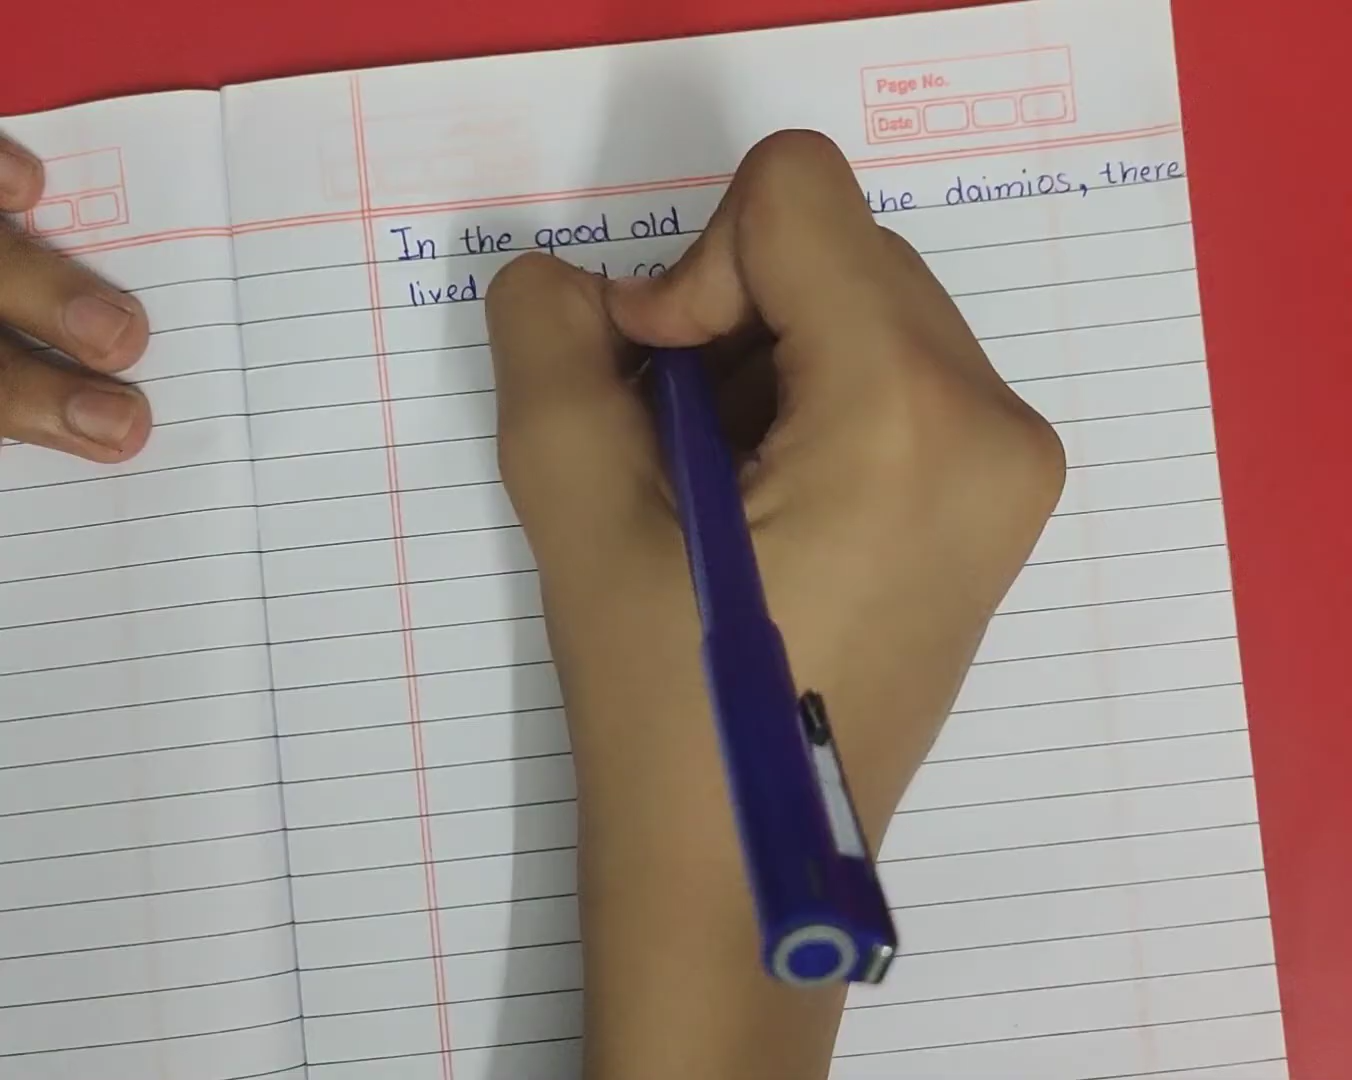 Page No.
Date
In the good old the daimios, there
lived